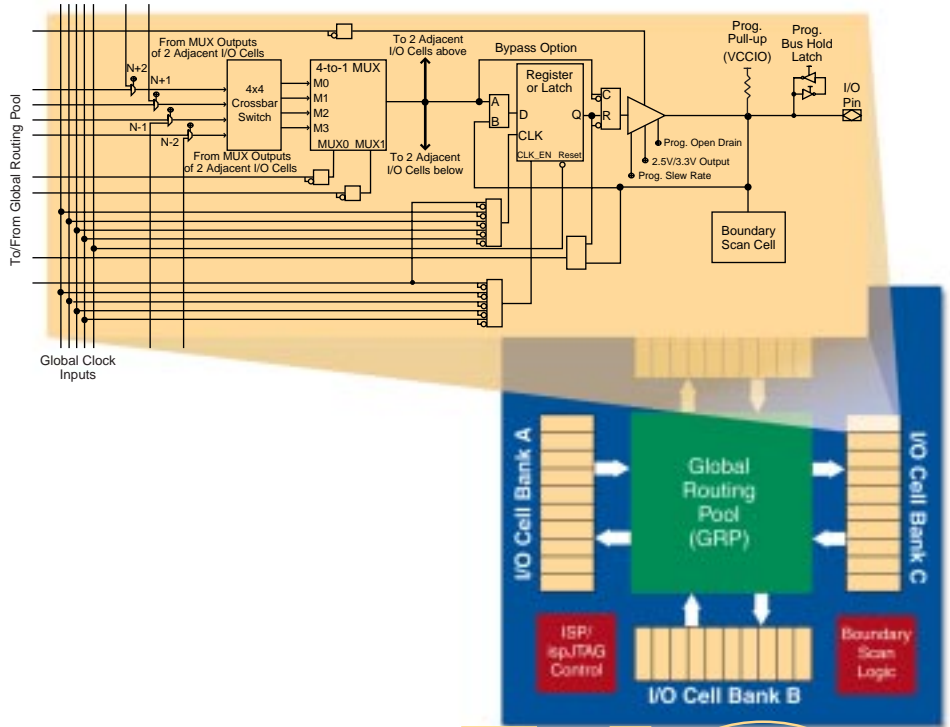 From MUX Outputs
of 2 Adjacent I/O Cells
N+2
N+1
N-1
N-2
4x4
Crossbar
Switch
From MUX Outputs
of 2 Adjacent I/O Cells
4-to-1 MUX
M0
M1
M2
M3
MUX0 MUX1
To 2 Adjacent
I/O Cells above
To 2 Adjacent
I/O Cells below
Bypass Option
A
B
Register
or Latch
D
Q
CLK
CLK_EN Reset
C
R
Prog.
Pull-up
(VCCIO)
Prog.
Bus Hold
Latch
I/O
Pin
Prog. Open Drain
2.5V/3.3V Output
Prog. Slew Rate
Boundary
Scan Cell
To/From Global Routing Pool
Global Clock
Inputs
I/O Cell Bank A
Global
Routing
Pool
(GRP)
I/O Cell Bank C
ISP/
ispJTAG
Control
Boundary
Scan
Logic
I/O Cell Bank B